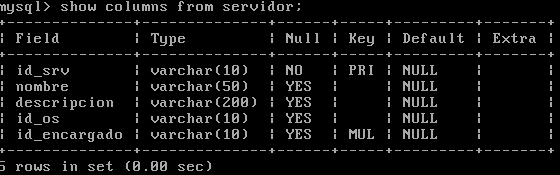 mysql> show columns from servidor;
+--------------+--------------+------+-----+---------+-------+
| Field        | Type         | Null | Key | Default | Extra |
+--------------+--------------+------+-----+---------+-------+
| id_srv       | varchar(10)  | NO   | PRI | NULL    |       |
| nombre       | varchar(50)  | YES  |     | NULL    |       |
| descripcion  | varchar(200) | YES  |     | NULL    |       |
| id_os        | varchar(10)  | YES  |     | NULL    |       |
| id_encargado | varchar(10)  | YES  | MUL | NULL    |       |
+--------------+--------------+------+-----+---------+-------+
5 rows in set (0.00 sec)